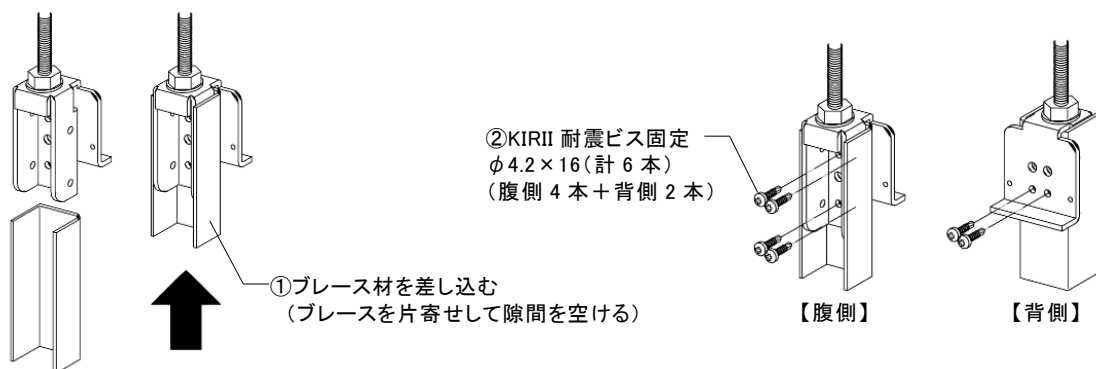 ①ブレース材を差し込む
(ブレースを片寄せして隙間を空ける)
②KIRII 耐震ビス固定
φ4.2×16(計 6 本)
(腹側 4 本+背側 2 本)
【腹側】
【背側】